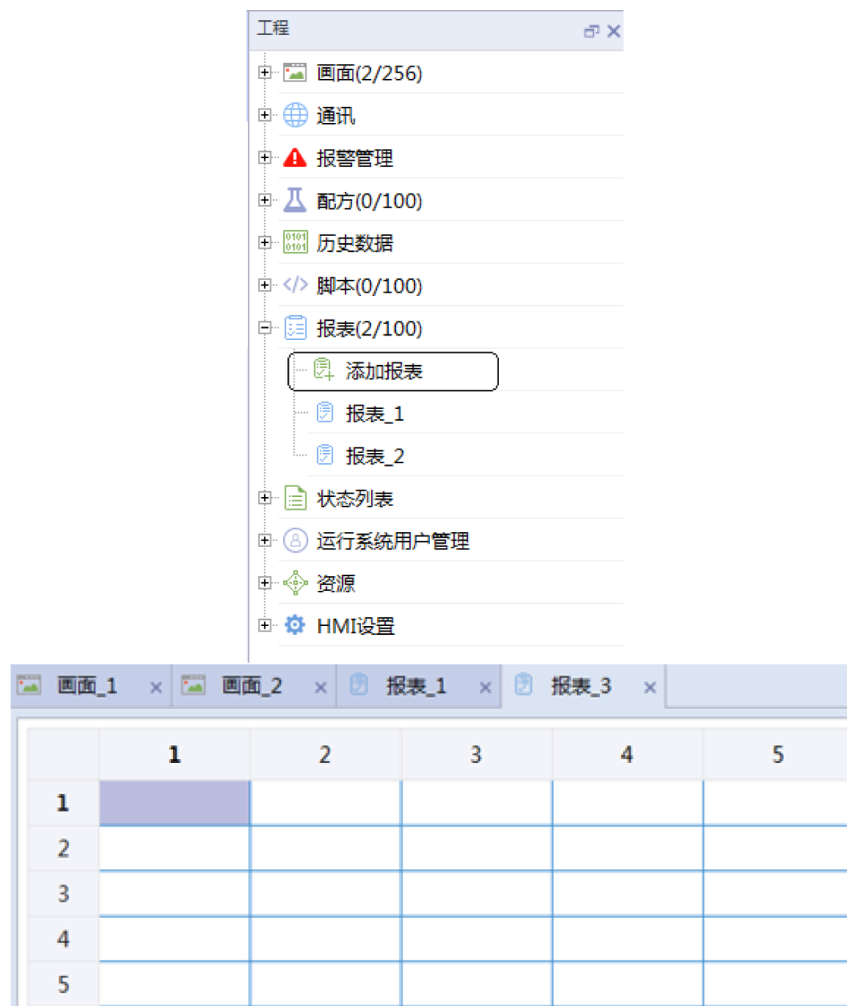 工程
画面(2/256)
通讯
报警管理
配方(0/100)
0101
0101
历史数据
</> 脚本(0/100)
报表(2/100)
添加报表
报表_1
报表_2
状态列表
运行系统用户管理
资源
HMI设置
画面_1 × 画面_2 × 报表_1 × 报表_3 ×
1 2 3 4 5
1
2
3
4
5